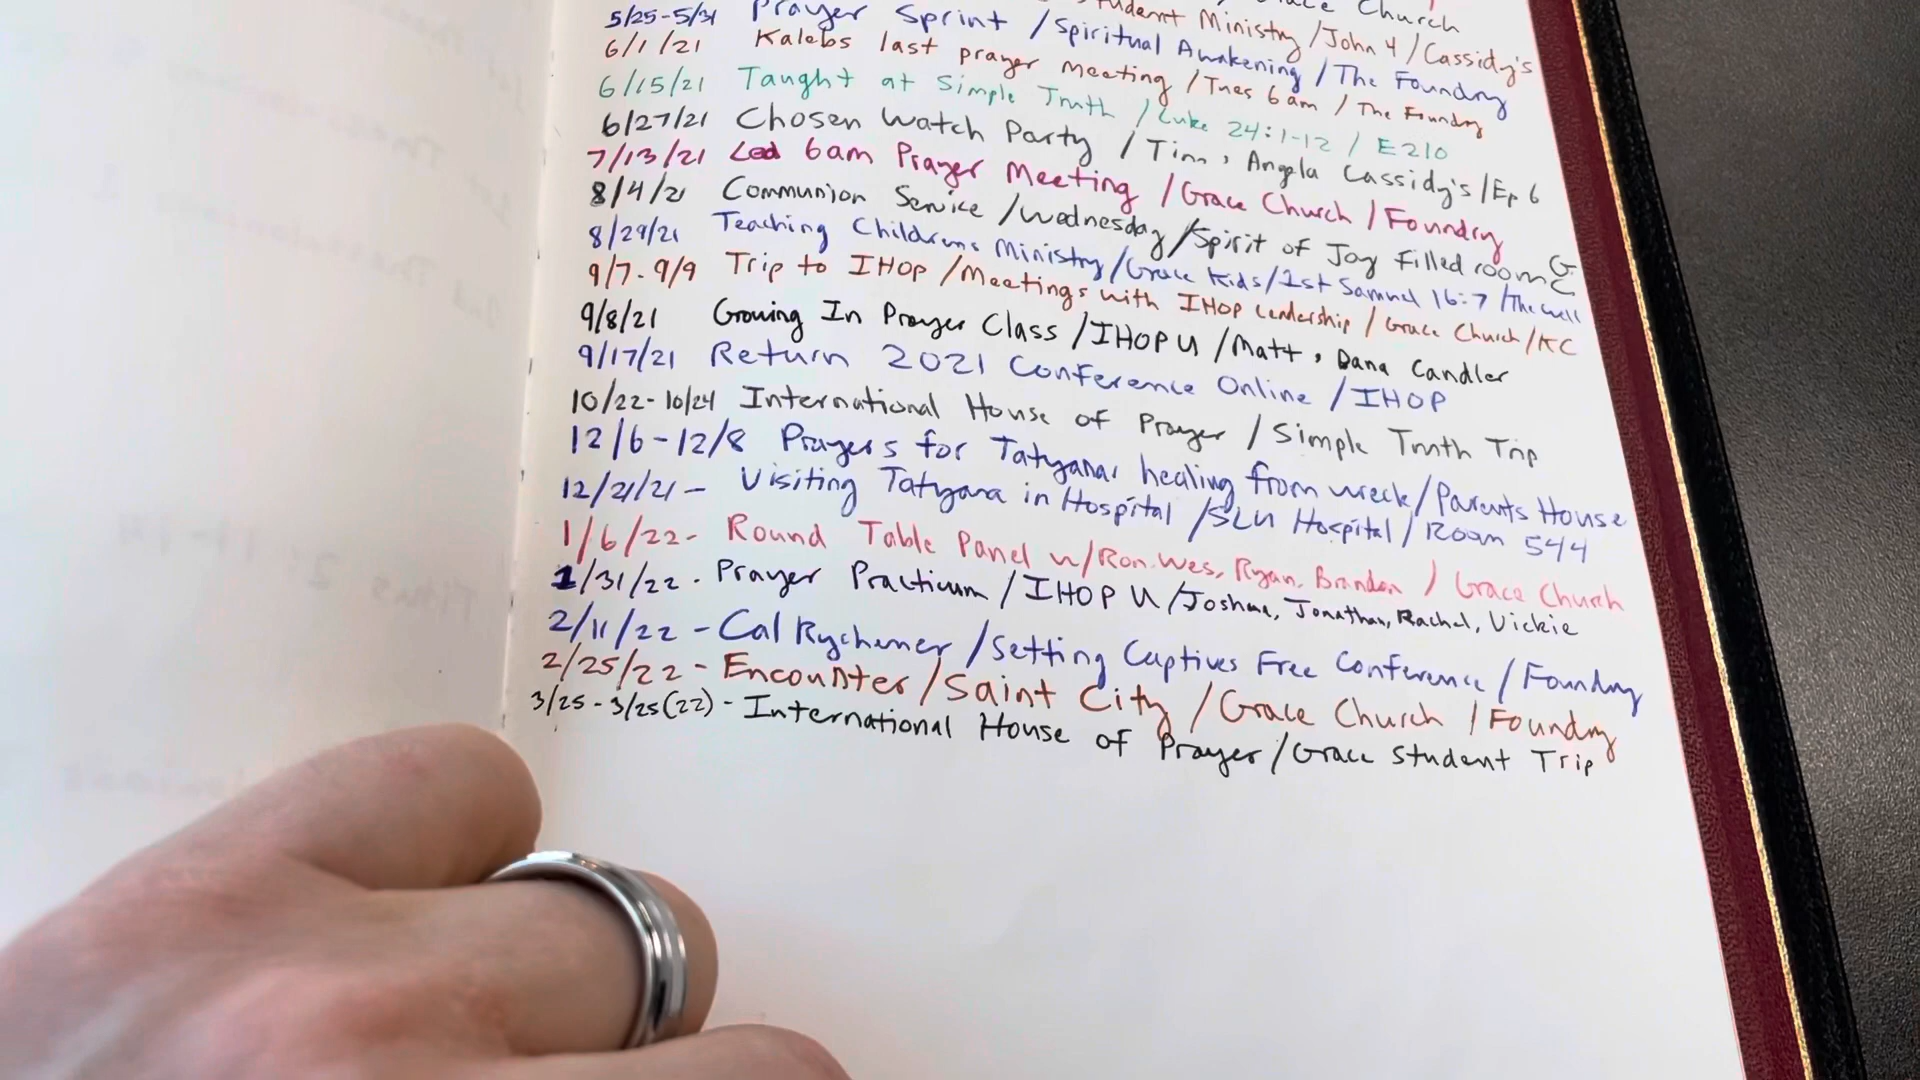 Church
Student Ministry / John 4 / Cassidy's
5/25-5/31 Prayer Sprint / Spiritual Awakening / The Foundry
6/1/21 Kalebs last prayer meeting / Tues 6am / The Foundry
6/15/21 Taught at Simple Truth / Luke 24:1-12 / E210
6/27/21 Chosen Watch Party / Tim, Angela Cassidy's / Ep 6
7/13/21 Led 6am Prayer Meeting / Grace Church / Foundry
8/4/21 Communion Service / Wednesday / Spirit of Joy Filled room GC
8/29/21 Teaching Childrens Ministry / Grace Kids / 1st Samuel 16:7 / The Well
9/7-9/9 Trip to IHOP / Meetings with IHOP Leadership / Grace Church / KC
9/8/21 Growing In Prayer Class / IHOP U / Matt, Dana Candler
9/17/21 Return 2021 Conference Online / IHOP
10/22-10/24 International House of Prayer / Simple Truth Trip
12/6-12/8 Prayers for Tatyana, healing from wreck / Parents House
12/21/21 - Visiting Tatyana in Hospital / SLU Hospital / Room 544
1/6/22- Round Table Panel w/Ron, Wes, Ryan, Brandon / Grace Church
1/31/22 - Prayer Practicum / IHOP U / Joshua, Jonathan, Rachel, Vickie
2/11/22 - Cal Rychener / Setting Captives Free Conference / Foundry
2/25/22 - Encounter / Saint City / Grace Church / Foundry
3/25-3/25(22) - International House of Prayer / Grace Student Trip